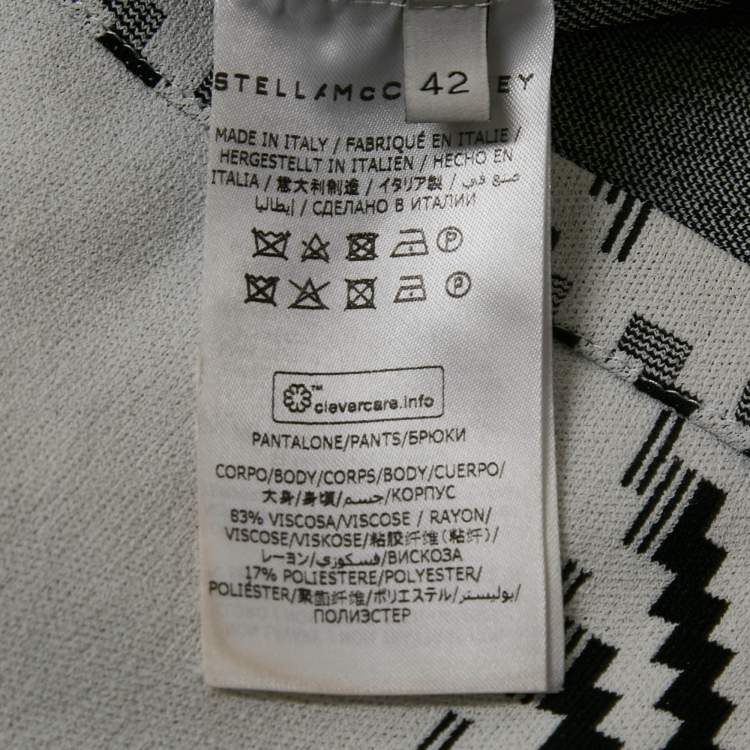 42
STELLA McC EY
MADE IN ITALY / FABRIQUÉ EN ITALIE /
HERGESTELLT IN ITALIEN / HECHO EN
ITALIA / 意大利制造 / イタリア製 / صنع في
إيطاليا / СДЕЛАНО В ИТАЛИИ
P
P
™
clevercare.info
PANTALONE/PANTS/БРЮКИ
CORPO/BODY/CORPS/BODY/CUERPO/
大身/身頃/جسم/КОРПУС
83% VISCOSA/VISCOSE / RAYON/
VISCOSE/VISKOSE/粘胶纤维(粘纤)/
レーヨン/فسكوزي/ВИСКОЗА
17% POLIESTERE/POLYESTER/
POLIÉSTER/聚酯纤维/ポリエステル/بوليستر/
ПОЛИЭСТЕР